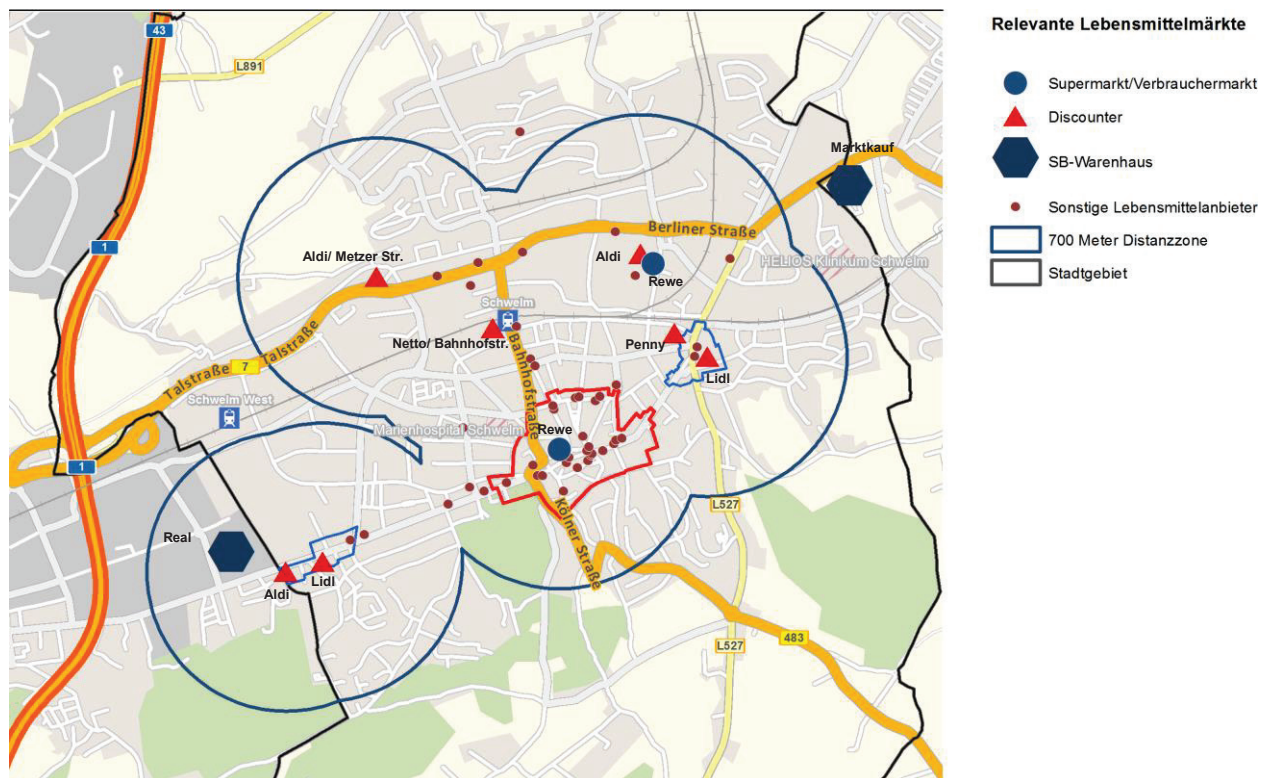 Relevante Lebensmittelmärkte
Supermarkt/Verbrauchermarkt
Discounter
SB-Warenhaus
Sonstige Lebensmittelanbieter
700 Meter Distanzzone
Stadtgebiet
43
L891
Marktkauf
1
Berliner Straße
Aldi/ Metzer Str.
Aldi
Rewe
HELIOS Klinikum Schwelm
Schwelm
Netto/ Bahnhofstr.
Penny
Lidl
Talstraße
Talstraße
7
Bahnhofstraße
Schwelm West
Marienhospital Schwelm
Rewe
1
L527
Kölner Straße
Real
Aldi
Lidl
L527
483